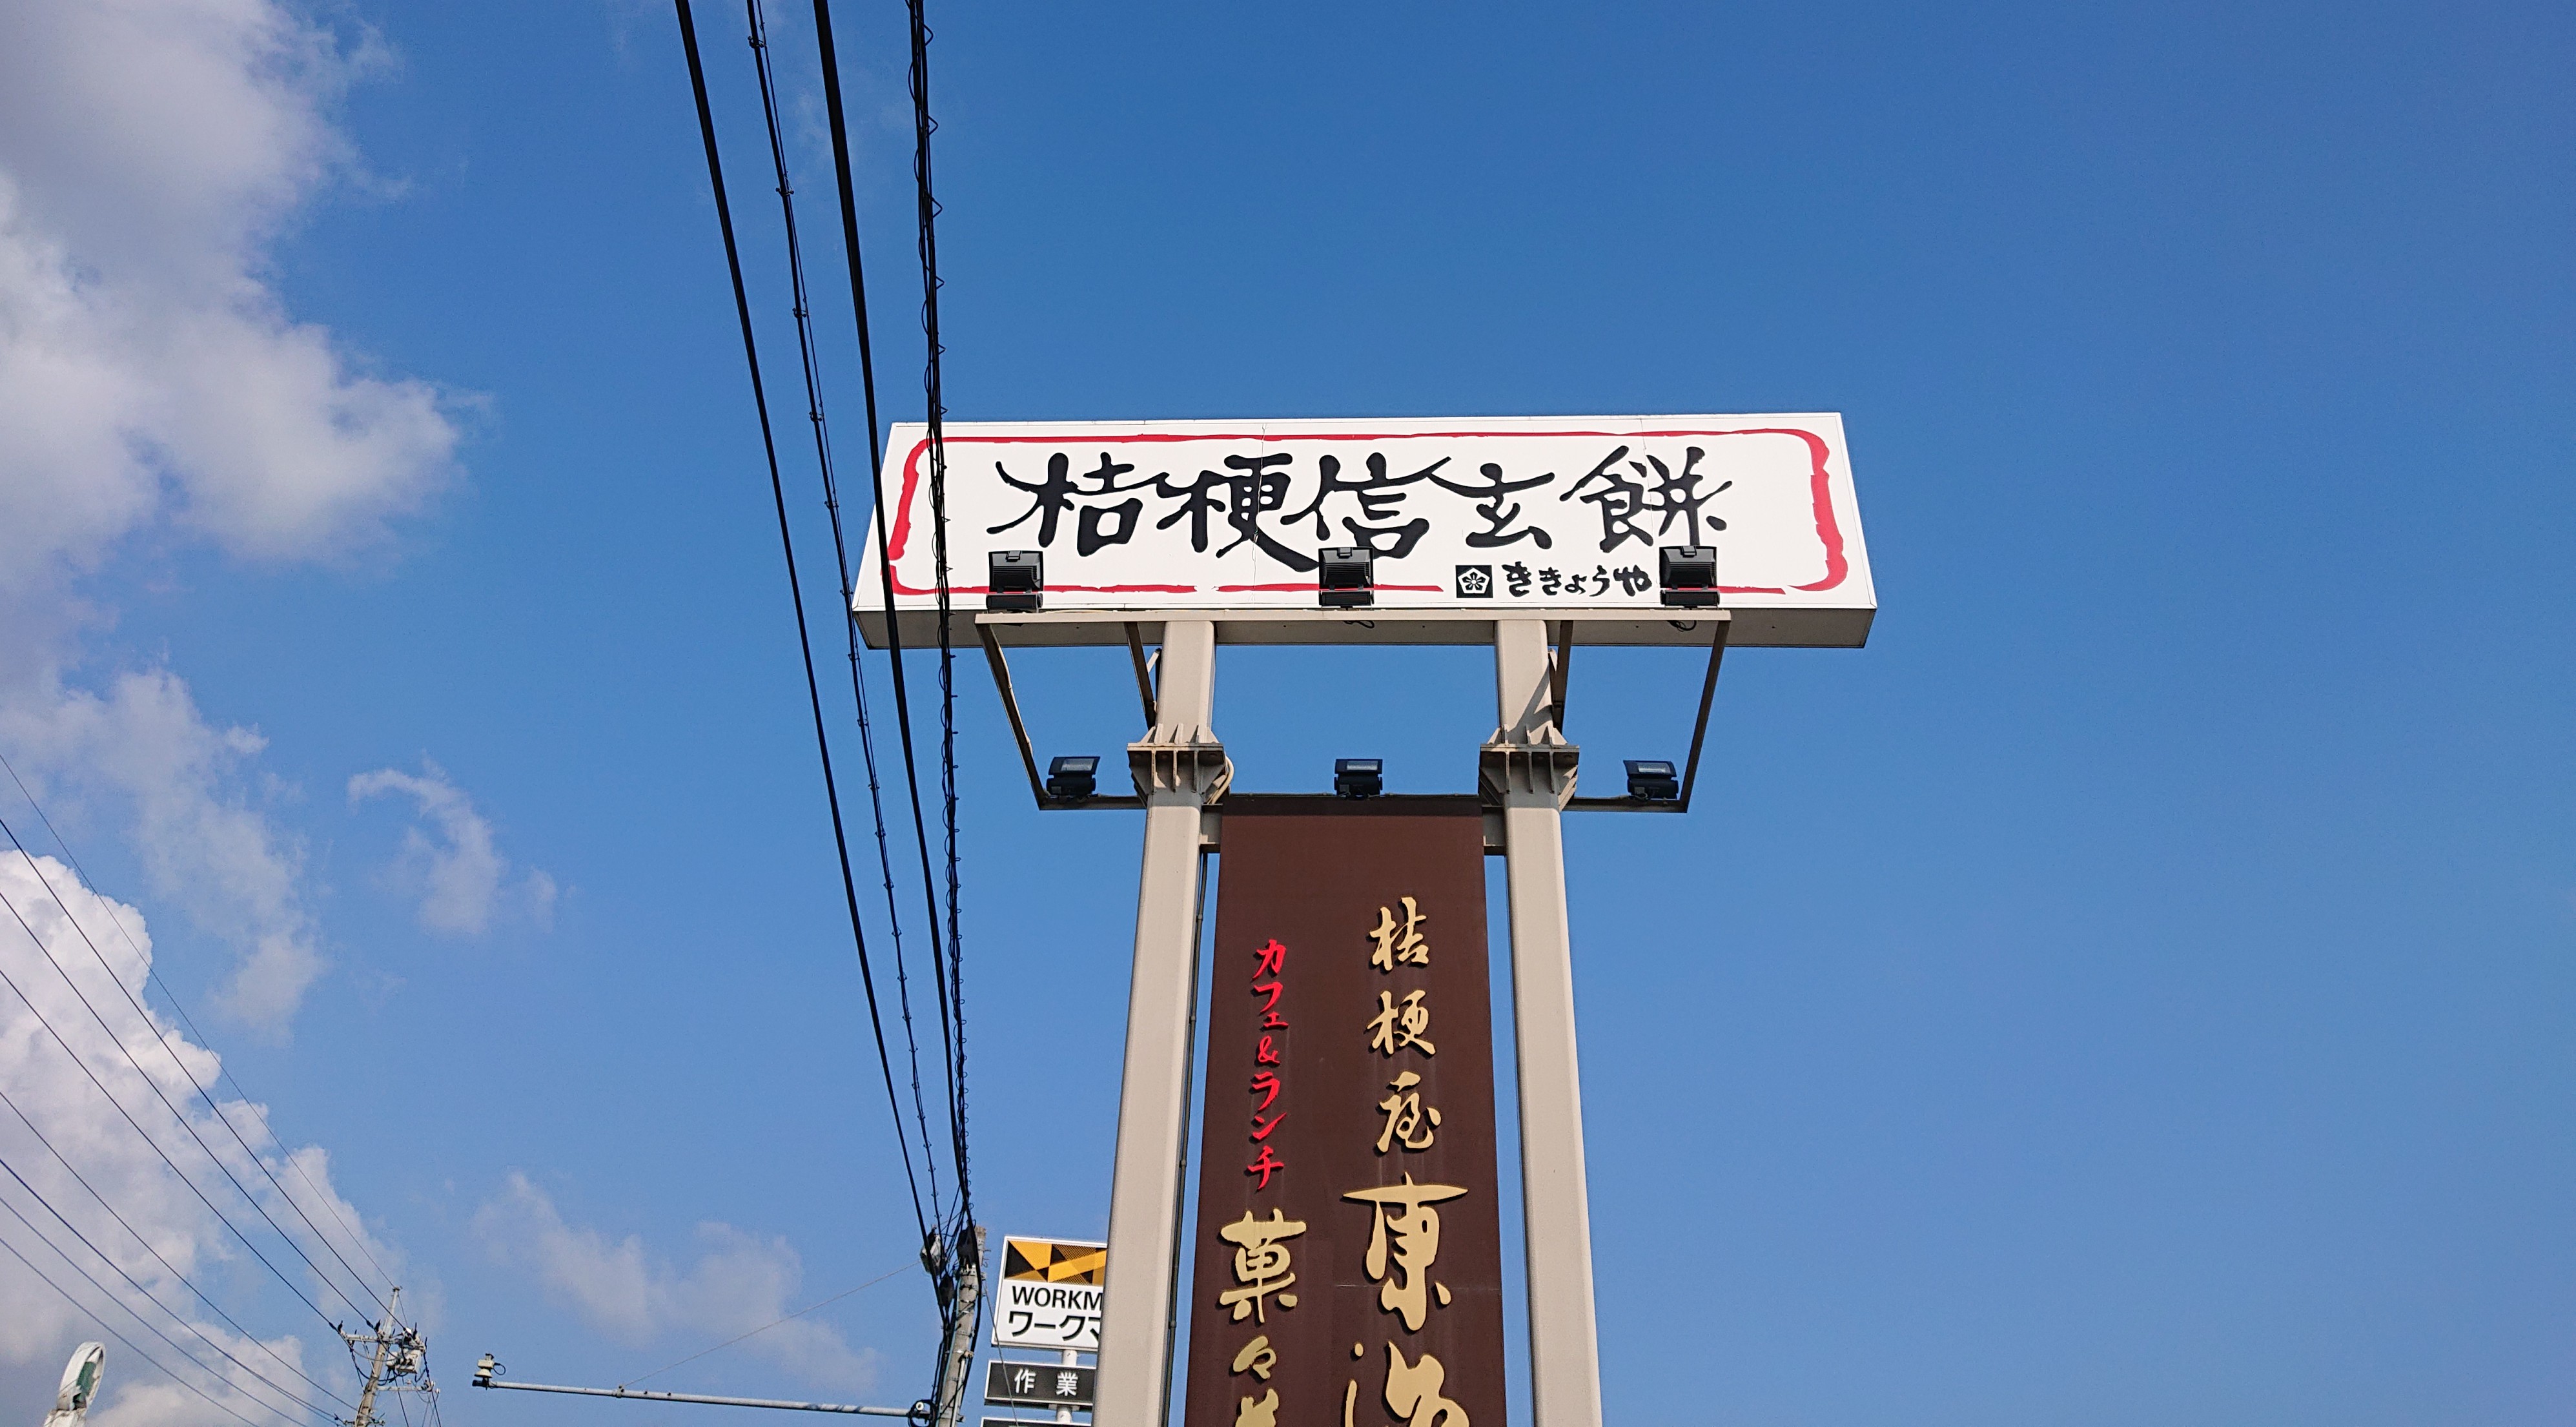 桔梗信玄餅
ききょうや
桔梗屋東治
カフェ&ランチ
菓々
WORKM
ワークマ
作業